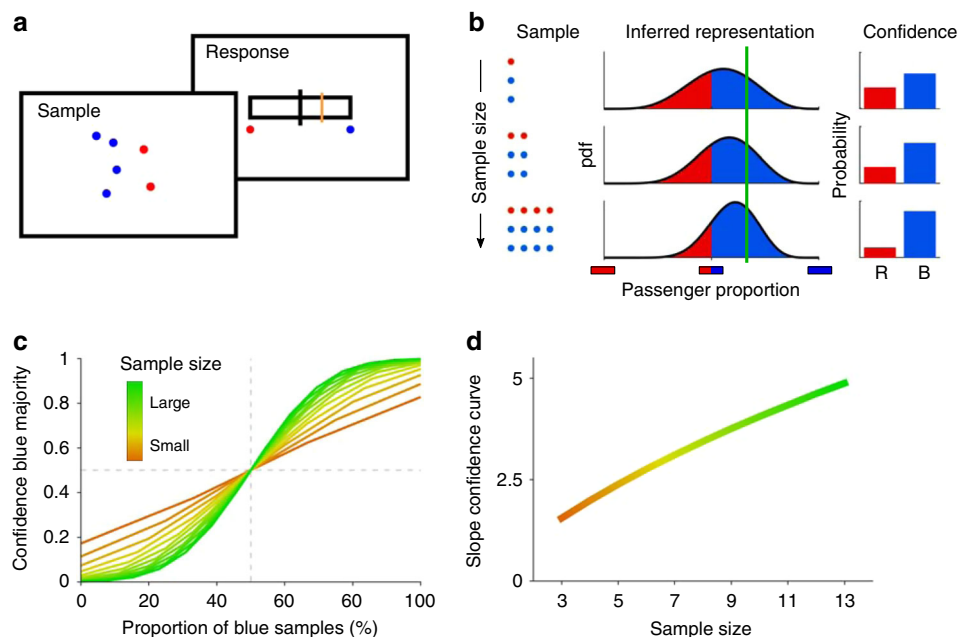 a
Response
Sample
b
Sample
Inferred representation
Confidence
Sample size
pdf
Probability
R B
Passenger proportion
c
Sample size
Large
Small
Confidence blue majority
1
0.8
0.6
0.4
0.2
0
0 20 40 60 60 100
Proportion of blue samples (%)
d
Slope confidence curve
5
2.5
0
3 5 7 9 11 13
Sample size